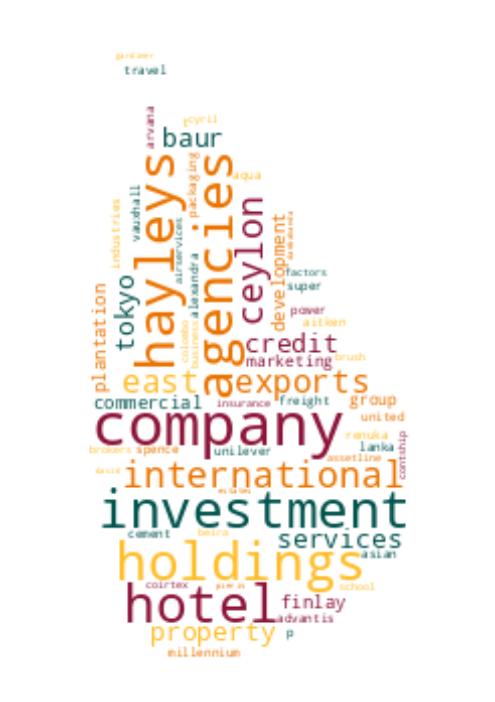 gardiner
travel
arvana
cyril
baur
hayleys
agencies
packaging
aqua
vauxhall
industries
airservices
ceylon
development
alexandra
tokyo
factors
super
plantation
power
aitken
colombo
business
credit
marketing
brush
east
exports
commercial
insurance
freight
group
company
united
renuka
contship
brokers
spence
unilever
lanka
assetline
david
international
estates
investment
cement
beira
services
asian
holdings
coirtex
pieris
school
hotel
finlay
advantis
property
p
millennium